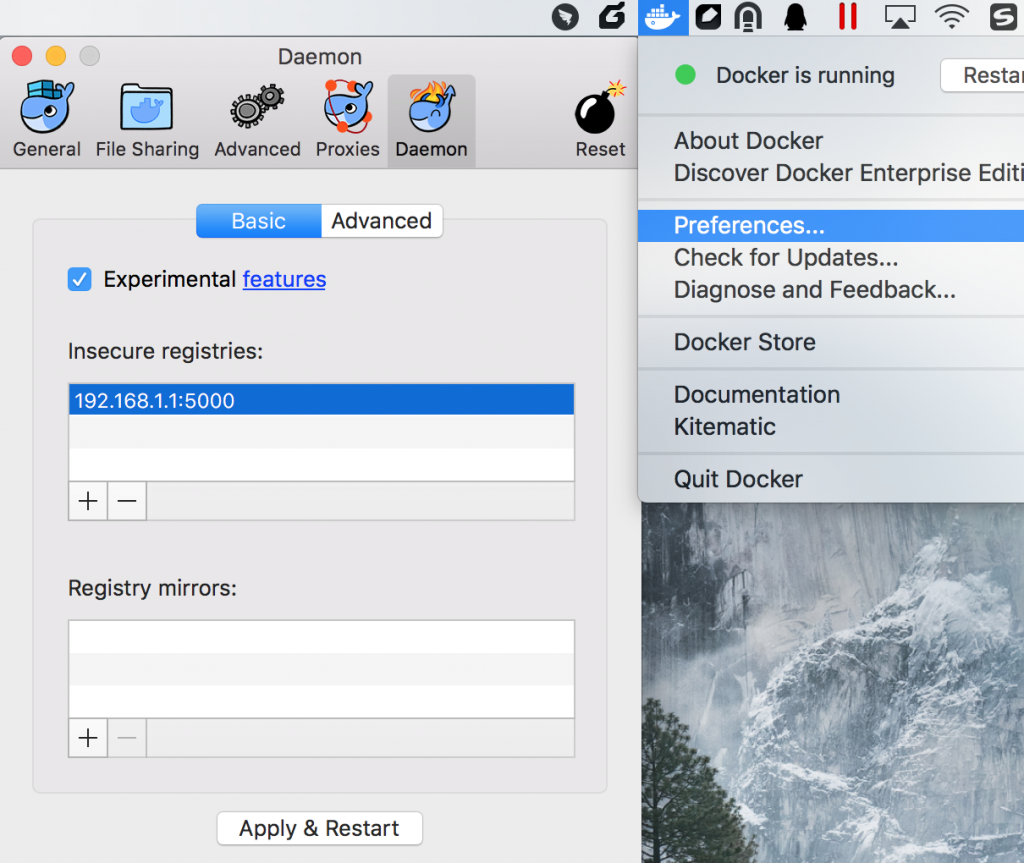 Daemon
General
File Sharing
Advanced
Proxies
Daemon
Reset
Basic
Advanced
Experimental features
Insecure registries:
192.168.1.1:5000
Registry mirrors:
Apply & Restart
Docker is running
Restar
About Docker
Discover Docker Enterprise Editi
Preferences...
Check for Updates...
Diagnose and Feedback...
Docker Store
Documentation
Kitematic
Quit Docker